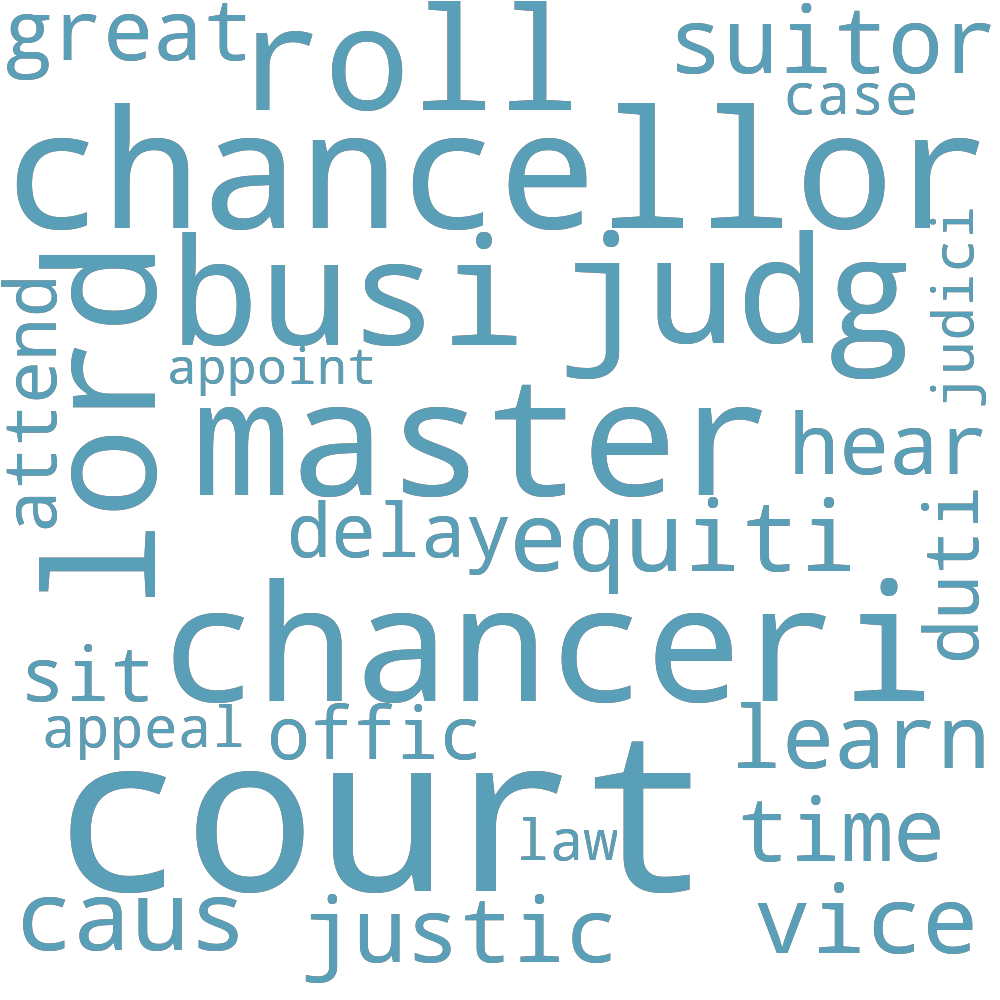 great
roll
suitor
case
chancellor
judici
lord
busi
judg
attend
appoint
master
hear
delay
equiti
duti
chanceri
sit
appeal
offic
learn
court
law
time
caus
justic
vice